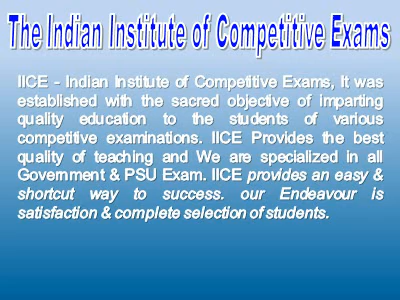 The Indian Institute of Competitive Exams
IICE - Indian Institute of Competitive Exams, It was
established with the sacred objective of imparting
quality education to the students of various
competitive examinations. IICE Provides the best
quality of teaching and We are specialized in all
Government & PSU Exam. IICE provides an easy &
shortcut way to success. our Endeavour is
satisfaction & complete selection of students.